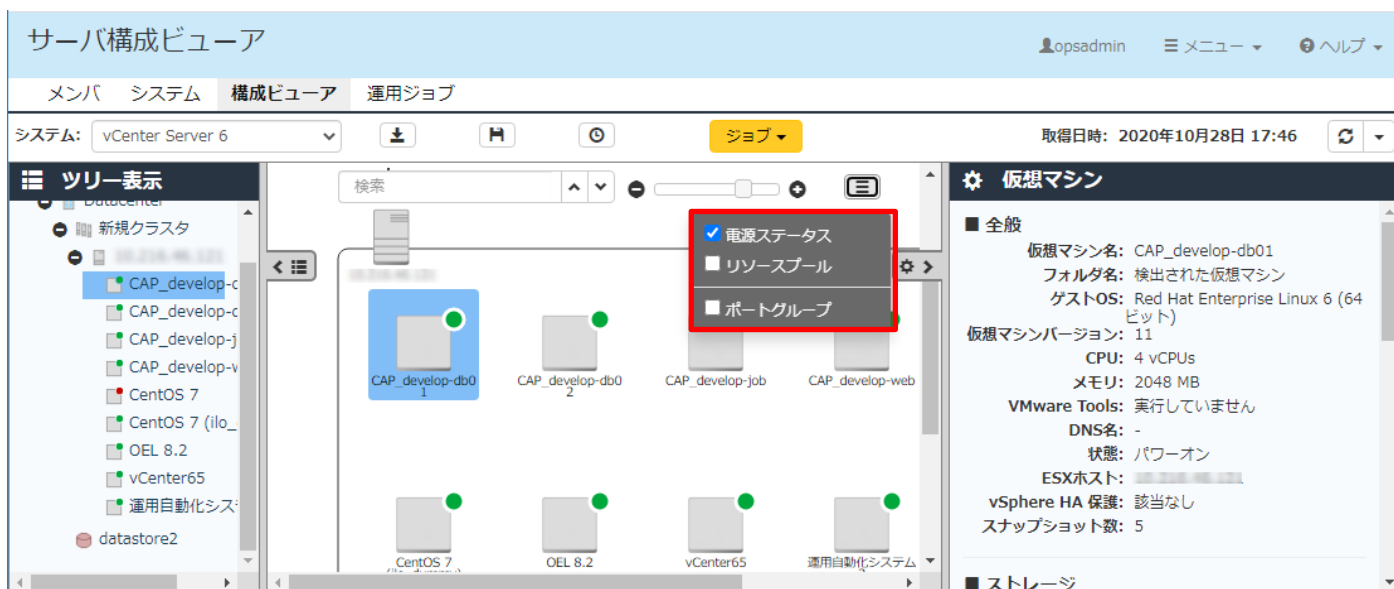 サーバ構成ビューア
opsadmin メニュー ヘルプ
メンバ システム 構成ビューア 運用ジョブ
システム: vCenter Server 6 ジョブ 取得日時: 2020年10月28日 17:46
ツリー表示
Datacenter
新規クラスタ
CAP_develop-d
CAP_develop-d
CAP_develop-j
CAP_develop-w
CentOS 7
CentOS 7 (ilo_
OEL 8.2
vCenter65
運用自動化シス
datastore2
検索
電源ステータス
リソースプール
ポートグループ
CAP_develop-db0
1
CAP_develop-db0
2
CAP_develop-job
CAP_develop-web
CentOS 7
OEL 8.2
vCenter65
運用自動化システム
仮想マシン
■ 全般
仮想マシン名: CAP_develop-db01
フォルダ名: 検出された仮想マシン
ゲストOS: Red Hat Enterprise Linux 6 (64
ビット)
仮想マシンバージョン: 11
CPU: 4 vCPUs
メモリ: 2048 MB
VMware Tools: 実行していません
DNS名: -
状態: パワーオン
ESXホスト:
vSphere HA 保護: 該当なし
スナップショット数: 5
■ ストレージ